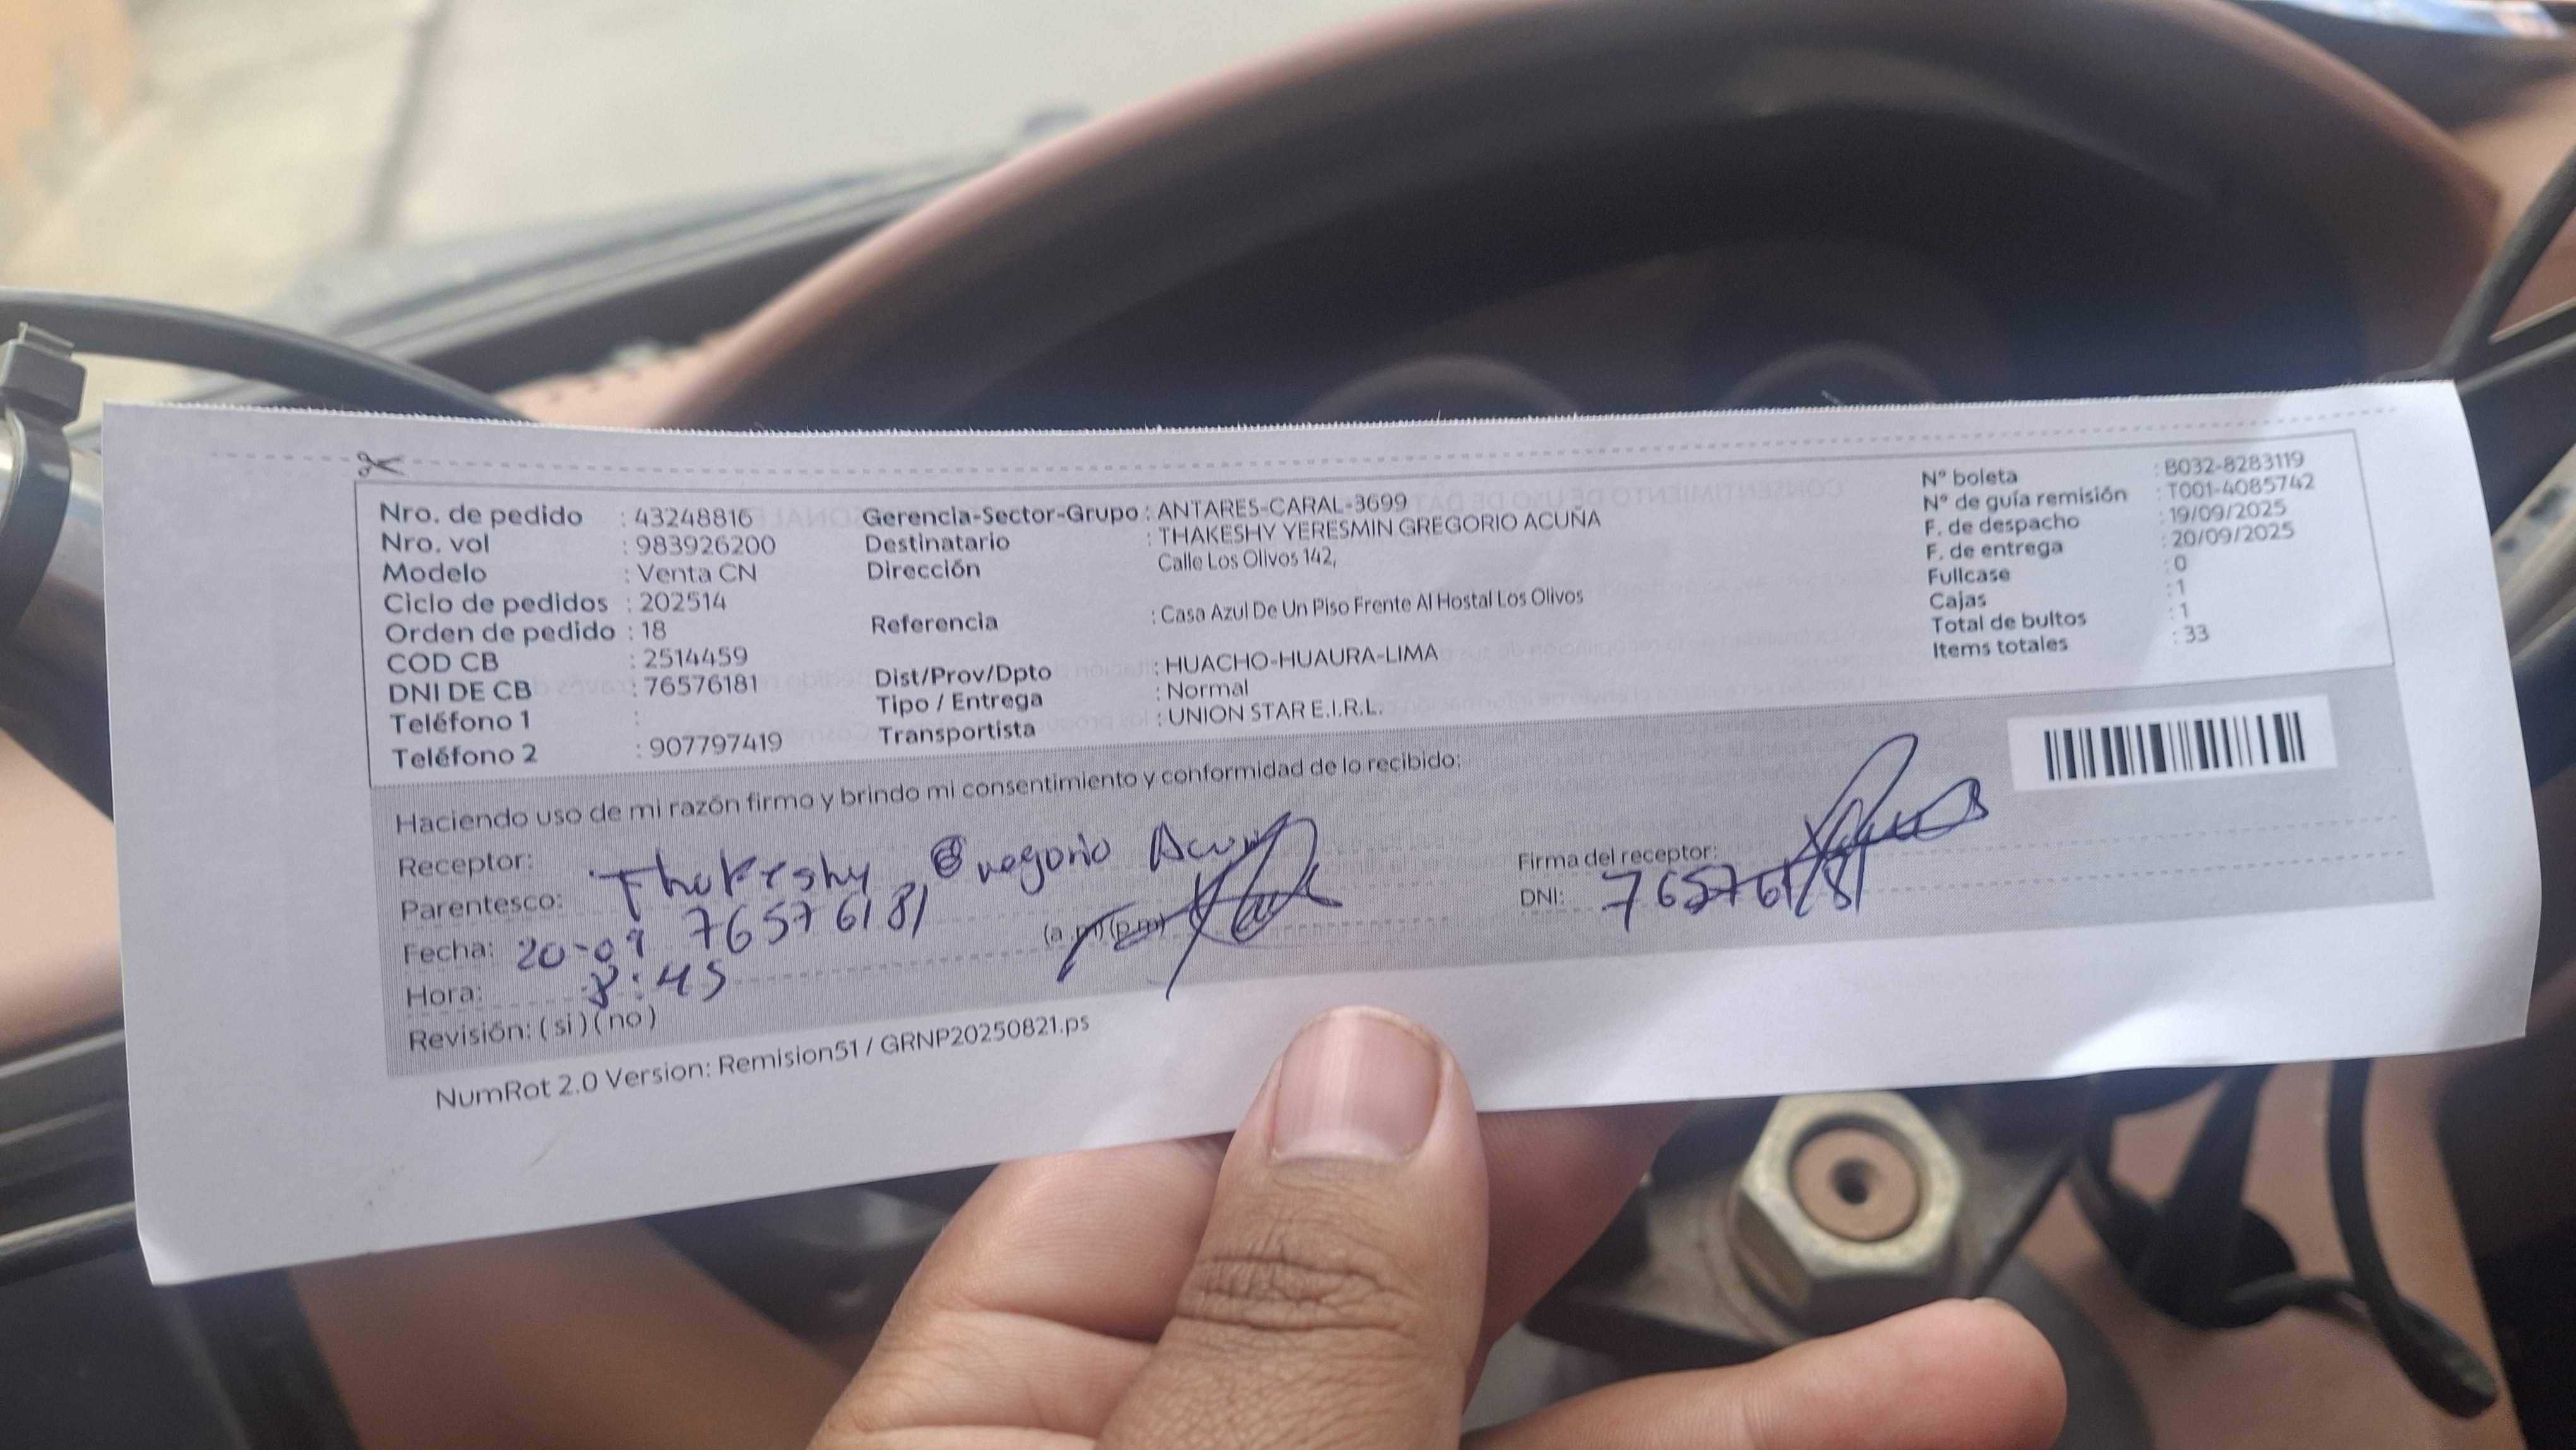 Nro. de pedido : 43248816
Nro. vol : 983926200
Modelo : Venta CN
Ciclo de pedidos : 202514
Orden de pedido : 18
COD CB : 2514459
DNI DE CB : 76576181
Teléfono 1 :
Teléfono 2 : 907797419
Gerencia-Sector-Grupo : ANTARES-CARAL-3699
Destinatario : THAKESHY YERESMIN GREGORIO ACUÑA
Dirección Calle Los Olivos 142,
Referencia : Casa Azul De Un Piso Frente Al Hostal Los Olivos
Dist/Prov/Dpto : HUACHO-HUAURA-LIMA
Tipo / Entrega : Normal
Transportista : UNION STAR E.I.R.L.
N° boleta : B032-8283119
N° de guía remisión : T001-4085742
F. de despacho : 19/09/2025
F. de entrega : 20/09/2025
Fullcase : 0
Cajas : 1
Total de bultos : 1
Items totales : 33
Haciendo uso de mi razón firmo y brindo mi consentimiento y conformidad de lo recibido:
Receptor: Thakeshy Gregorio Acuña
Parentesco: 76576181
Fecha: 20-09
Hora: 8:45 (a.m) (p.m)
Revisión: ( si ) ( no )
Firma del receptor:
DNI: 76576181
NumRot 2.0 Version: Remision51 / GRNP20250821.ps